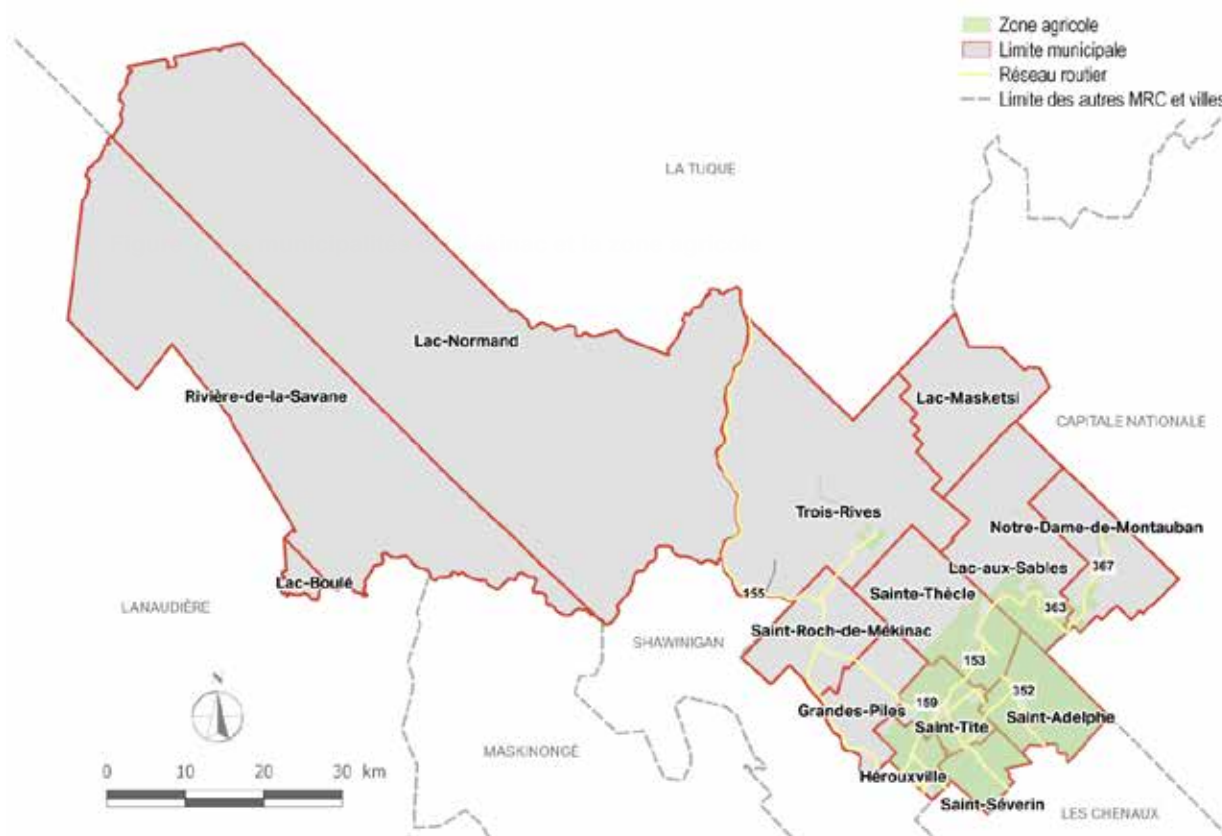 Zone agricole
Limite municipale
Réseau routier
Limite des autres MRC et villes
LA TUQUE
Lac-Normand
Rivière-de-la-Savane
Lac-Masketsi
CAPITALE NATIONALE
Trois-Rives
Notre-Dame-de-Montauban
Lac-aux-Sables
367
Lac-Boulé
Sainte-Thècle
155
363
LANAUDIÈRE
Saint-Roch-de-Mékinac
SHAWINIGAN
153
N
352
159
Grandes-Piles
Saint-Adelphe
Saint-Tite
MASKINONGÉ
0 10 20 30 km
Hérouxville
Saint-Séverin
LES CHENAUX